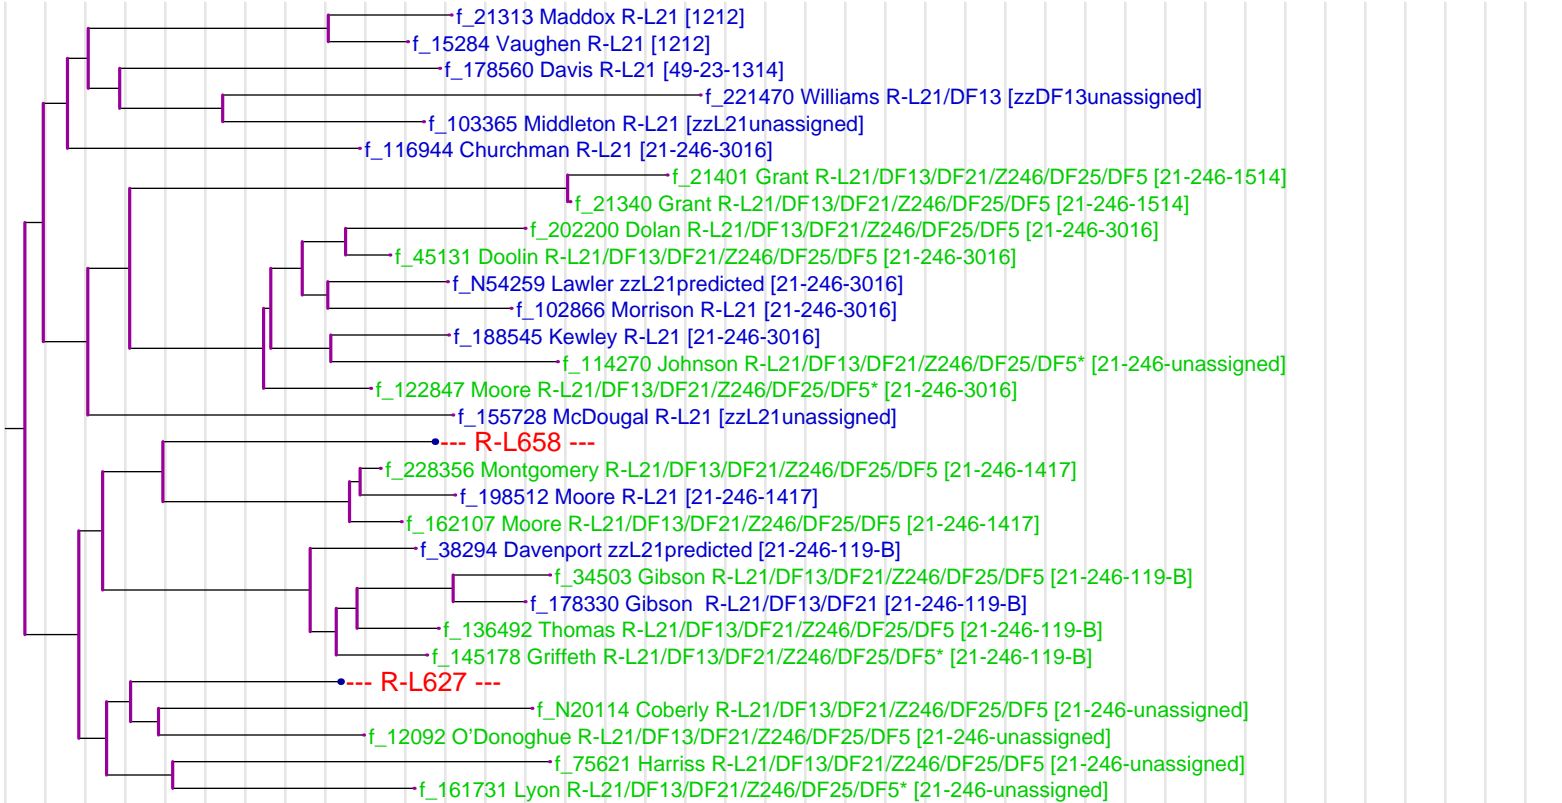 f_21313 Maddox R-L21 [1212]
f_15284 Vaughen R-L21 [1212]
f_178560 Davis R-L21 [49-23-1314]
f_221470 Williams R-L21/DF13 [zzDF13unassigned]
f_103365 Middleton R-L21 [zzL21unassigned]
f_116944 Churchman R-L21 [21-246-3016]
f_21401 Grant R-L21/DF13/DF21/Z246/DF25/DF5 [21-246-1514]
f_21340 Grant R-L21/DF13/DF21/Z246/DF25/DF5 [21-246-1514]
f_202200 Dolan R-L21/DF13/DF21/Z246/DF25/DF5 [21-246-3016]
f_45131 Doolin R-L21/DF13/DF21/Z246/DF25/DF5 [21-246-3016]
f_N54259 Lawler zzL21predicted [21-246-3016]
f_102866 Morrison R-L21 [21-246-3016]
f_188545 Kewley R-L21 [21-246-3016]
f_114270 Johnson R-L21/DF13/DF21/Z246/DF25/DF5* [21-246-unassigned]
f_122847 Moore R-L21/DF13/DF21/Z246/DF25/DF5* [21-246-3016]
f_155728 McDougal R-L21 [zzL21unassigned]
--- R-L658 ---
f_228356 Montgomery R-L21/DF13/DF21/Z246/DF25/DF5 [21-246-1417]
f_198512 Moore R-L21 [21-246-1417]
f_162107 Moore R-L21/DF13/DF21/Z246/DF25/DF5 [21-246-1417]
f_38294 Davenport zzL21predicted [21-246-119-B]
f_34503 Gibson R-L21/DF13/DF21/Z246/DF25/DF5 [21-246-119-B]
f_178330 Gibson  R-L21/DF13/DF21 [21-246-119-B]
f_136492 Thomas R-L21/DF13/DF21/Z246/DF25/DF5 [21-246-119-B]
f_145178 Griffeth R-L21/DF13/DF21/Z246/DF25/DF5* [21-246-119-B]
--- R-L627 ---
f_N20114 Coberly R-L21/DF13/DF21/Z246/DF25/DF5 [21-246-unassigned]
f_12092 O'Donoghue R-L21/DF13/DF21/Z246/DF25/DF5 [21-246-unassigned]
f_75621 Harriss R-L21/DF13/DF21/Z246/DF25/DF5 [21-246-unassigned]
f_161731 Lyon R-L21/DF13/DF21/Z246/DF25/DF5* [21-246-unassigned]